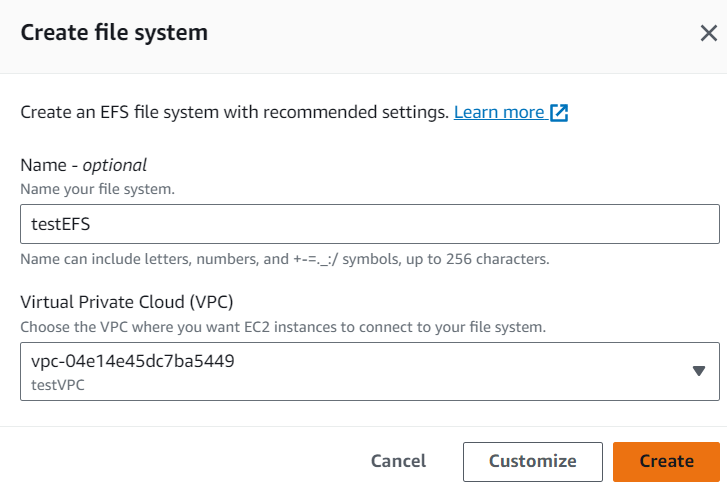 Create file system
Create an EFS file system with recommended settings. Learn more
Name - optional
Name your file system.
testEFS
Name can include letters, numbers, and +-=._:/ symbols, up to 256 characters.
Virtual Private Cloud (VPC)
Choose the VPC where you want EC2 instances to connect to your file system.
vpc-04e14e45dc7ba5449
testVPC
Cancel Customize Create